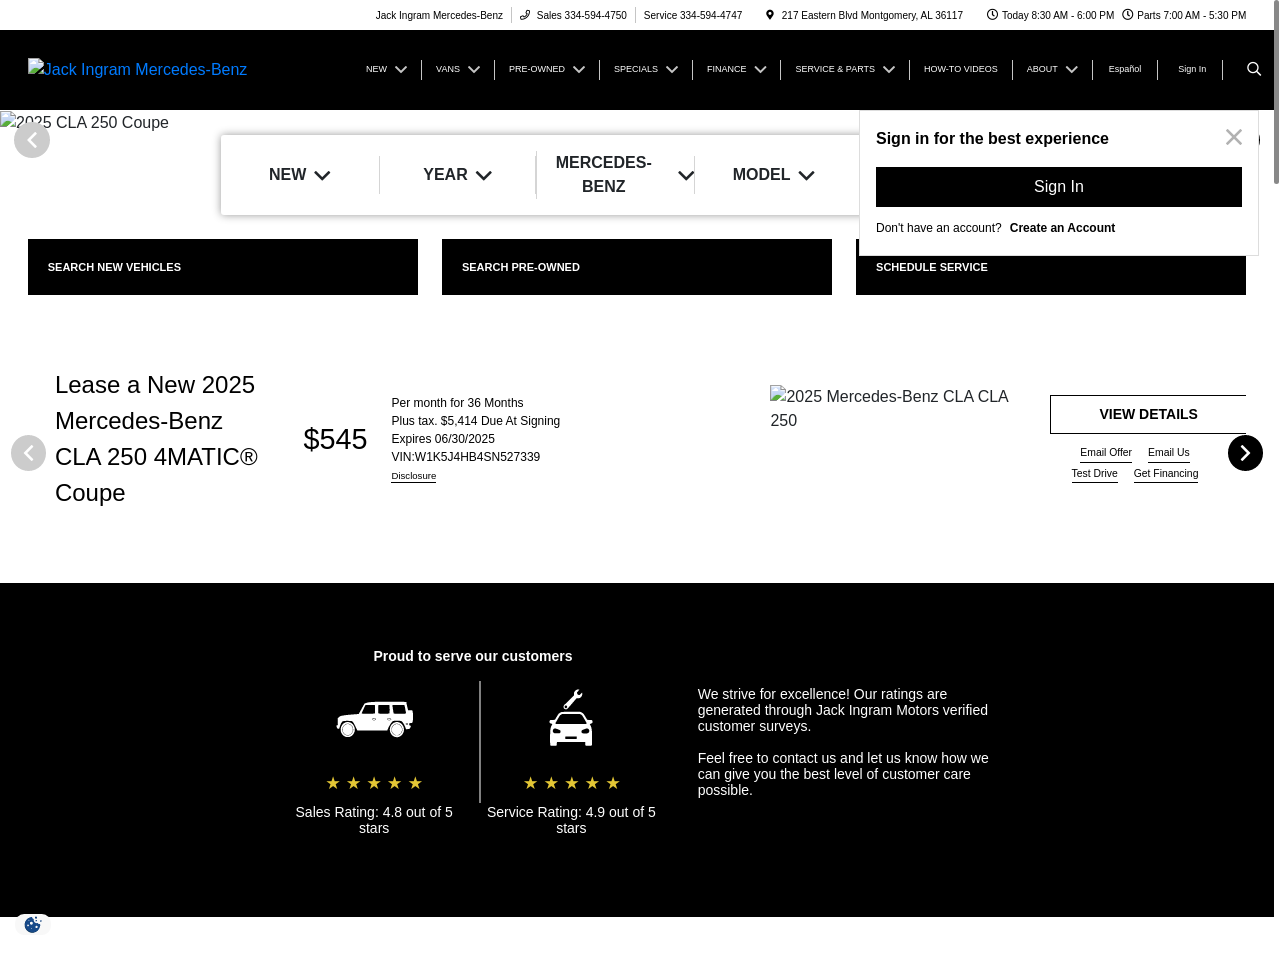 Jack Ingram Mercedes-Benz
Sales 334-594-4750
Service 334-594-4747
217 Eastern Blvd Montgomery, AL 36117
Today 8:30 AM - 6:00 PM
Parts 7:00 AM - 5:30 PM
Jack Ingram Mercedes-Benz
NEW
VANS
PRE-OWNED
SPECIALS
FINANCE
SERVICE & PARTS
HOW-TO VIDEOS
ABOUT
Español
Sign In
2025 CLA 250 Coupe
Sign in for the best experience
Sign In
Don't have an account? Create an Account
NEW
YEAR
MERCEDES-
BENZ
MODEL
SEARCH NEW VEHICLES
SEARCH PRE-OWNED
SCHEDULE SERVICE
Lease a New 2025
Mercedes-Benz
CLA 250 4MATIC®
Coupe
$545
Per month for 36 Months
Plus tax. $5,414 Due At Signing
Expires 06/30/2025
VIN:W1K5J4HB4SN527339
Disclosure
2025 Mercedes-Benz CLA CLA
250
VIEW DETAILS
Email Offer
Email Us
Test Drive
Get Financing
Proud to serve our customers
Sales Rating: 4.8 out of 5
stars
Service Rating: 4.9 out of 5
stars
We strive for excellence! Our ratings are
generated through Jack Ingram Motors verified
customer surveys.
Feel free to contact us and let us know how we
can give you the best level of customer care
possible.